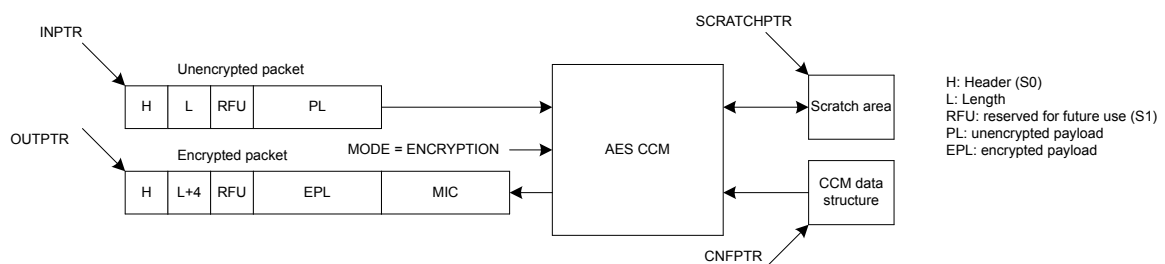 SCRATCHPTR
INPTR
Unencrypted packet
H L RFU PL
Scratch area
H: Header (S0)
L: Length
RFU: reserved for future use (S1)
PL: unencrypted payload
EPL: encrypted payload
OUTPTR
Encrypted packet
MODE = ENCRYPTION
AES CCM
H L+4 RFU EPL MIC
CCM data
structure
CNFPTR